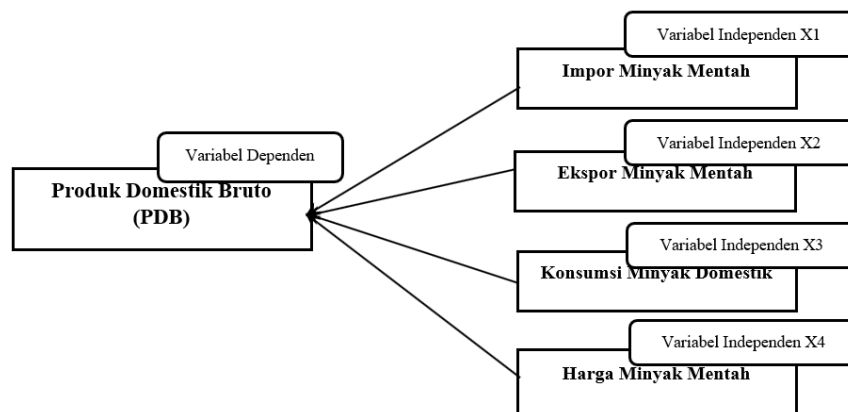 Variabel Independen X1
Impor Minyak Mentah
Variabel Independen X2
Variabel Dependen
Ekspor Minyak Mentah
Produk Domestik Bruto
(PDB)
Variabel Independen X3
Konsumsi Minyak Domestik
Variabel Independen X4
Harga Minyak Mentah